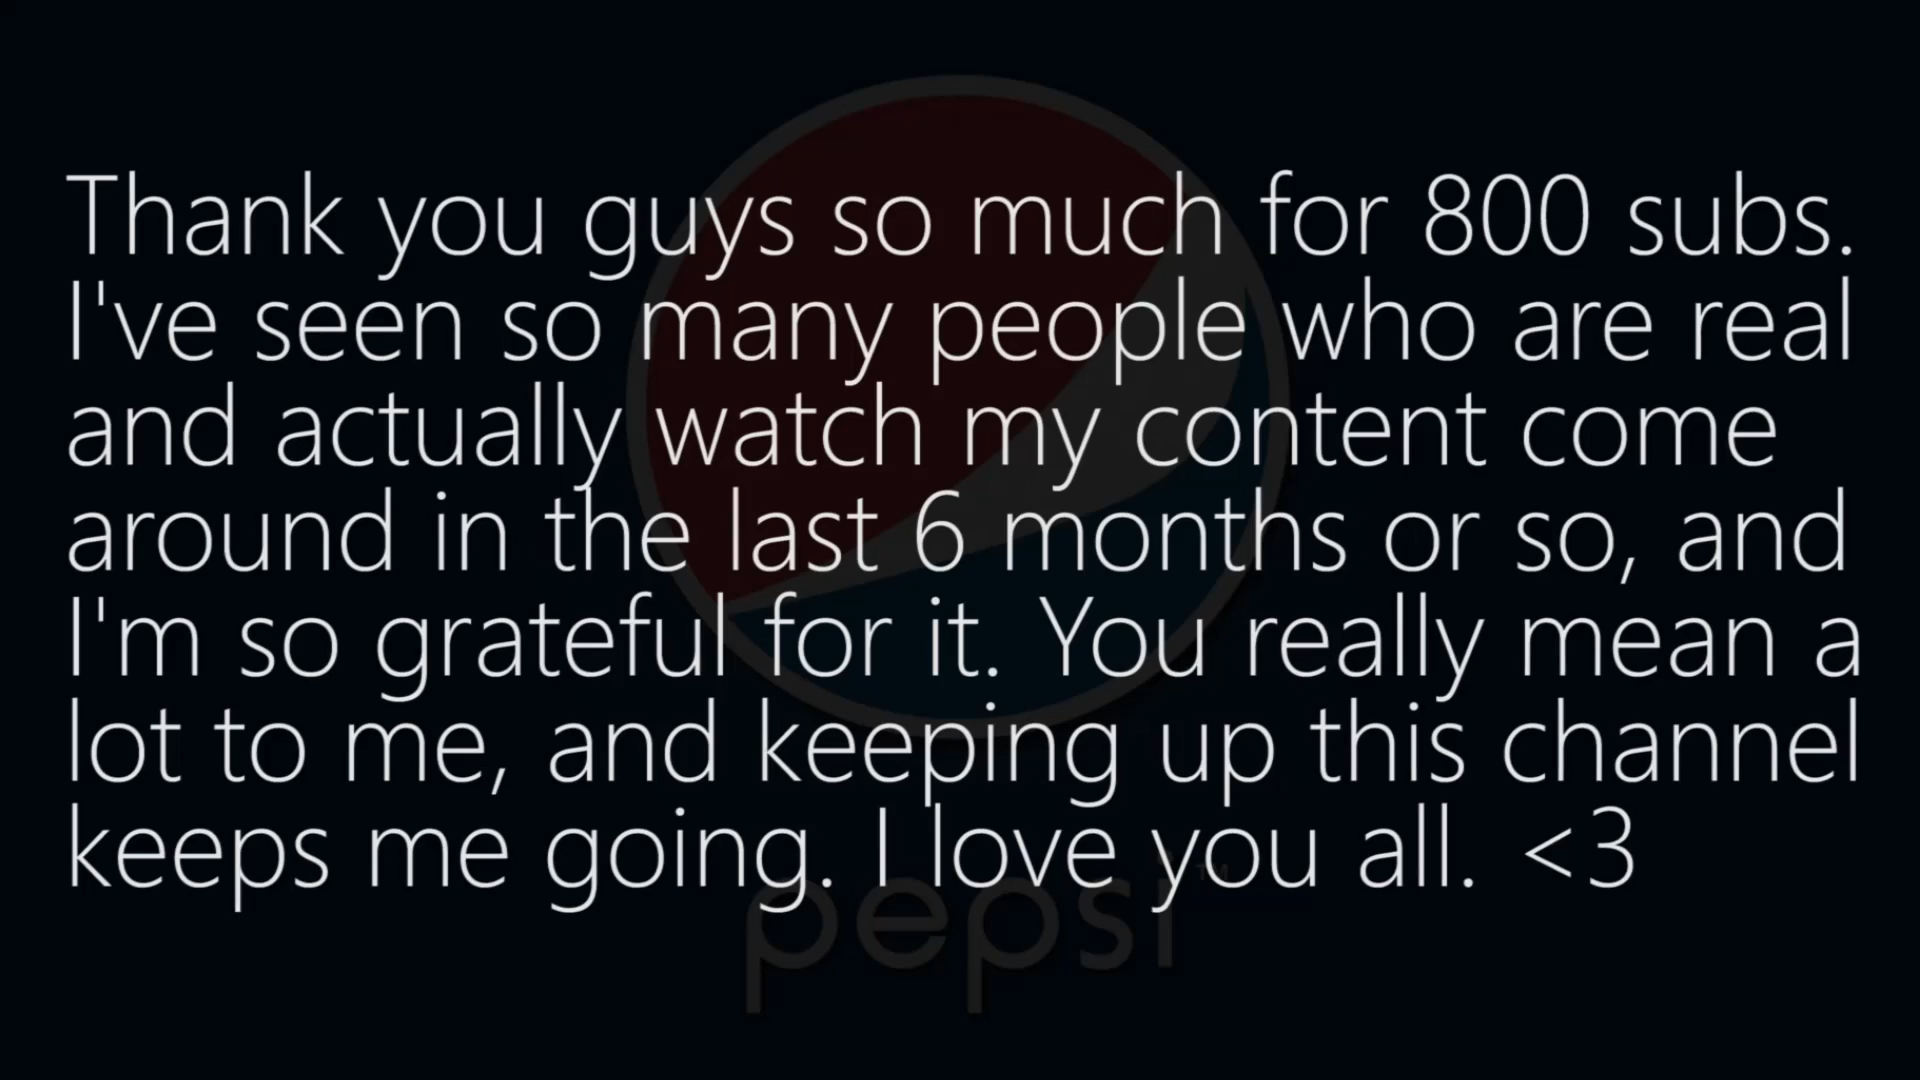 Thank you guys so much for 800 subs.
I've seen so many people who are real
and actually watch my content come
around in the last 6 months or so, and
I'm so grateful for it. You really mean a
lot to me, and keeping up this channel
keeps me going. I love you all. <3
pepsi™